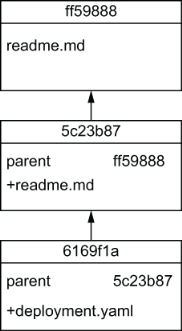 ff59888
readme.md
5c23b87
parent ff59888
+readme.md
6169f1a
parent 5c23b87
+deployment.yaml